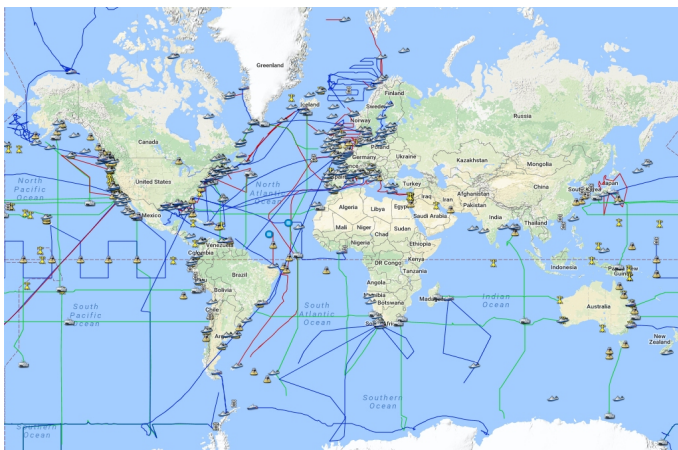 Greenland
Iceland
Finland
Sweden
Norway
Russia
Canada
Poland
Germany
Ukraine
Kazakhstan
Mongolia
North
Pacific
Ocean
United States
North
Atlantic
Ocean
Turkey
China
South Korea
Japan
Iraq
Iran
Afghanistan
Pakistan
Algeria
Libya
Egypt
Saudi Arabia
India
Mexico
Mali
Niger
Chad
Sudan
Thailand
Nigeria
Ethiopia
Venezuela
Colombia
DR Congo
Kenya
Tanzania
Indonesia
Papua New
Guinea
Brazil
Angola
Bolivia
Namibia
Botswana
Madagascar
Indian
Ocean
South
Pacific
Ocean
South
Atlantic
Ocean
Australia
Chile
South Africa
New
Zealand
Southern
Ocean
Southern
Ocean